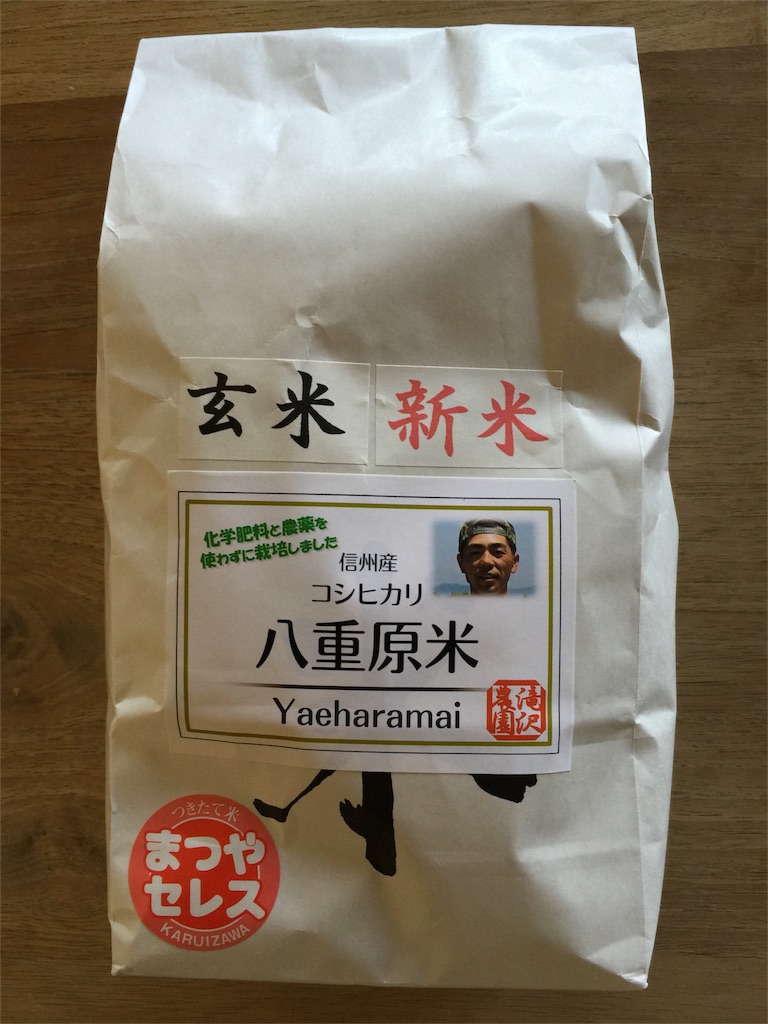 玄米 新米
化学肥料と農薬を
使わずに栽培しました
信州産
コシヒカリ
八重原米
Yaeharamai
滝沢
農園
つきたて米
まつや
セレス
KARUIZAWA